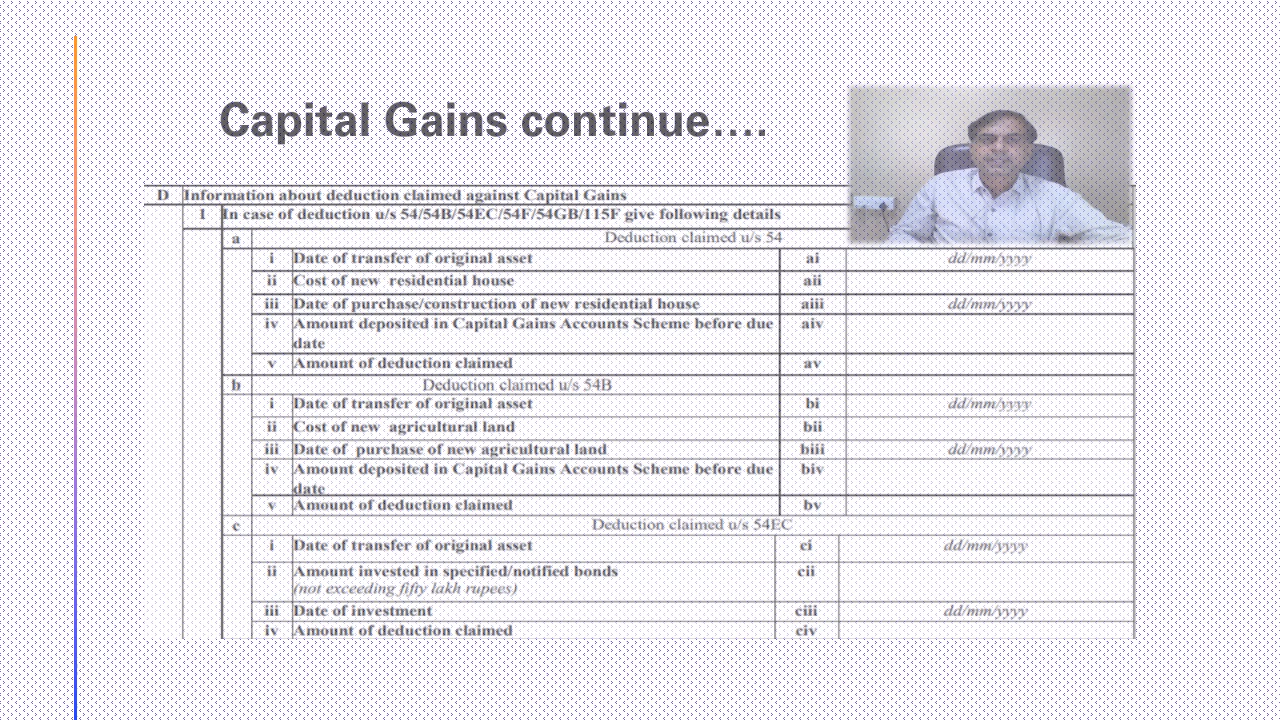 Capital Gains continue....
D Information about deduction claimed against Capital Gains
1 In case of deduction u/s 54/54B/54EC/54F/54GB/115F give following details
a Deduction claimed u/s 54
i Date of transfer of original asset ai dd/mm/yyyy
ii Cost of new residential house aii
iii Date of purchase/construction of new residential house aiii dd/mm/yyyy
iv Amount deposited in Capital Gains Accounts Scheme before due aiv
date
v Amount of deduction claimed av
b Deduction claimed u/s 54B
i Date of transfer of original asset bi dd/mm/yyyy
ii Cost of new agricultural land bii
iii Date of purchase of new agricultural land biii dd/mm/yyyy
iv Amount deposited in Capital Gains Accounts Scheme before due biv
date
v Amount of deduction claimed bv
c Deduction claimed u/s 54EC
i Date of transfer of original asset ci dd/mm/yyyy
ii Amount invested in specified/notified bonds cii
(not exceeding fifty lakh rupees)
iii Date of investment ciii dd/mm/yyyy
iv Amount of deduction claimed civ